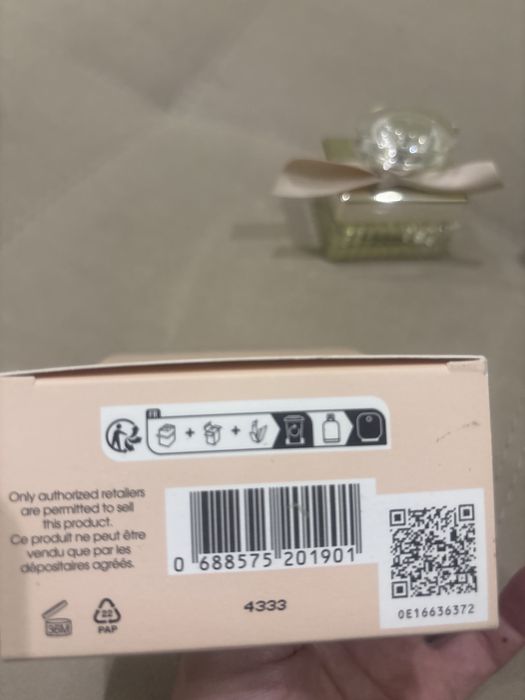 FR
Only authorized retailers
are permitted to sell
this product.
Ce produit ne peut être
vendu que par les
dépositaires agréés.
0 688575 201901
36M
22
PAP
4333
0E16636372